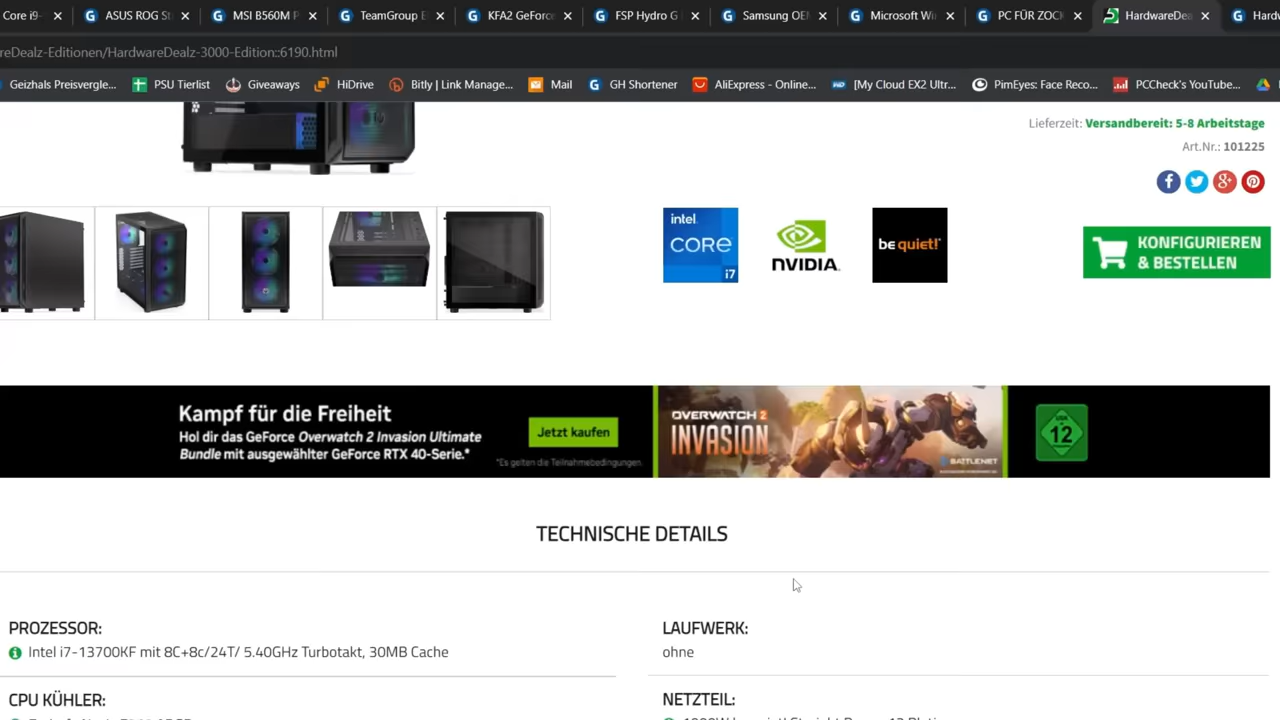 Core i9-
ASUS ROG St
MSI B560M P
TeamGroup E
KFA2 GeForce
FSP Hydro G
Samsung OEM
Microsoft Win
PC FÜR ZOCK
HardwareDea
Hardw
reDealz-Editionen/HardwareDealz-3000-Edition::6190.html
Geizhals Preisvergle...
PSU Tierlist
Giveaways
HiDrive
Bitly | Link Manage...
Mail
GH Shortener
AliExpress - Online...
[My Cloud EX2 Ultr...
PimEyes: Face Reco...
PCCheck's YouTube...
Lieferzeit: Versandbereit: 5-8 Arbeitstage
Art.Nr.: 101225
intel
CORE
i7
NVIDIA.
be quiet!
KONFIGURIEREN
& BESTELLEN
Kampf für die Freiheit
Hol dir das GeForce Overwatch 2 Invasion Ultimate
Bundle mit ausgewählter GeForce RTX 40-Serie.*
Jetzt kaufen
*Es gelten die Teilnahmebedingungen.
OVERWATCH 2
INVASION
BATTLE.NET
12
TECHNISCHE DETAILS
PROZESSOR:
Intel i7-13700KF mit 8C+8c/24T/ 5.40GHz Turbotakt, 30MB Cache
LAUFWERK:
ohne
CPU KÜHLER:
NETZTEIL: